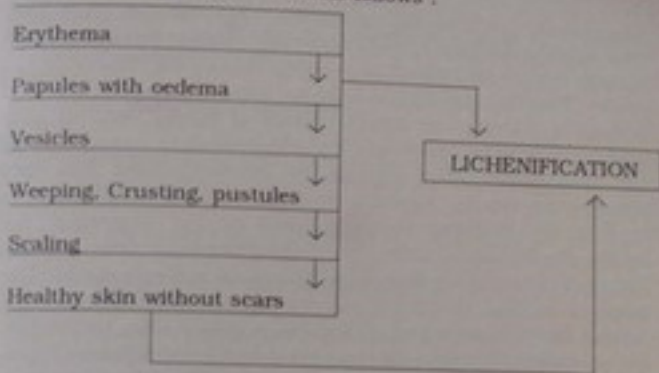 Erythema
Papules with oedema
Vesicles
LICHENIFICATION
Weeping, Crusting, pustules
Scaling
Healthy skin without scars